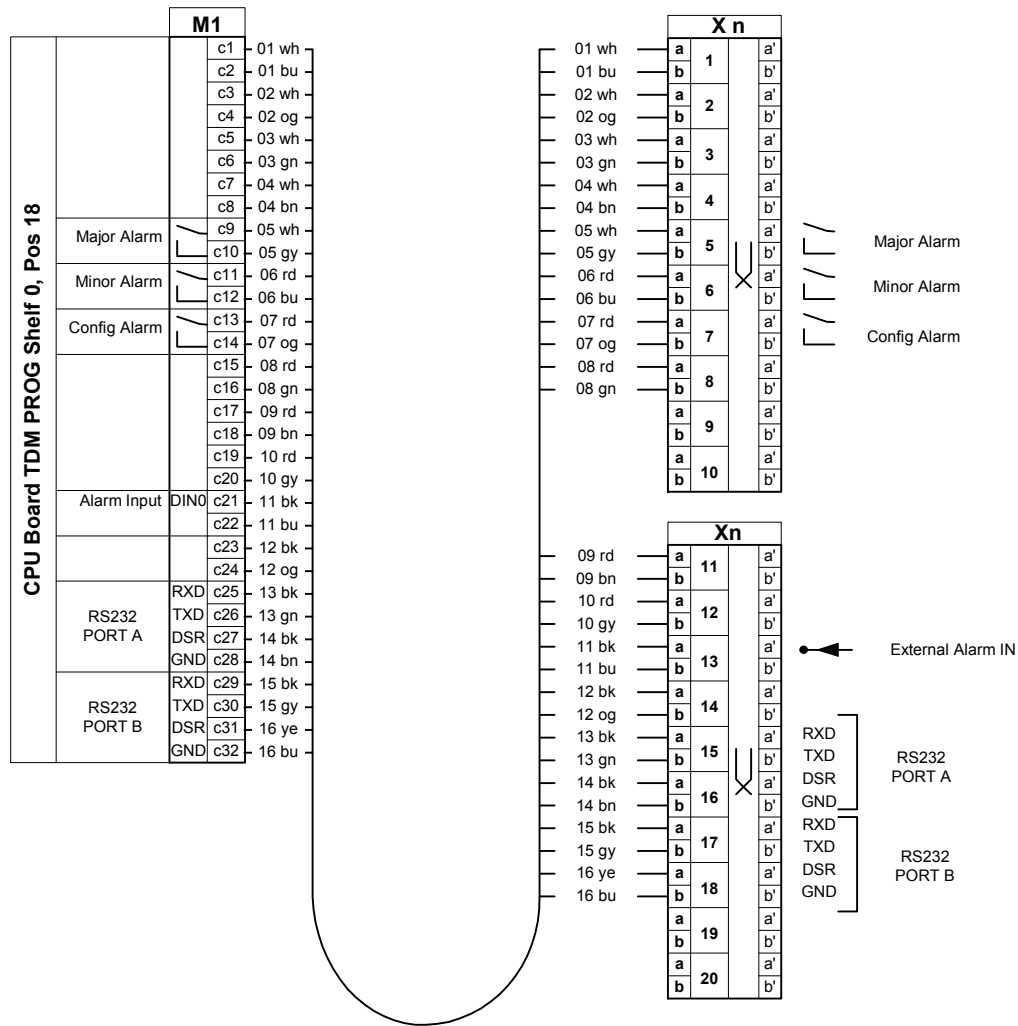 M1
CPU Board TDM PROG Shelf 0, Pos 18
c1 01 wh
c2 01 bu
c3 02 wh
c4 02 og
c5 03 wh
c6 03 gn
c7 04 wh
c8 04 bn
Major Alarm c9 05 wh
c10 05 gy
Minor Alarm c11 06 rd
c12 06 bu
Config Alarm c13 07 rd
c14 07 og
c15 08 rd
c16 08 gn
c17 09 rd
c18 09 bn
c19 10 rd
c20 10 gy
Alarm Input DIN0 c21 11 bk
c22 11 bu
c23 12 bk
c24 12 og
RS232
PORT A
RXD c25 13 bk
TXD c26 13 gn
DSR c27 14 bk
GND c28 14 bn
RS232
PORT B
RXD c29 15 bk
TXD c30 15 gy
DSR c31 16 ye
GND c32 16 bu
X n
01 wh a 1 a'
01 bu b b'
02 wh a 2 a'
02 og b b'
03 wh a 3 a'
03 gn b b'
04 wh a 4 a'
04 bn b b'
05 wh a 5 a'
05 gy b b'
Major Alarm
06 rd a 6 a'
06 bu b b'
Minor Alarm
07 rd a 7 a'
07 og b b'
Config Alarm
08 rd a 8 a'
08 gn b b'
a 9 a'
b b'
a 10 a'
b b'
Xn
09 rd a 11 a'
09 bn b b'
10 rd a 12 a'
10 gy b b'
11 bk a 13 a'
11 bu b b'
External Alarm IN
12 bk a 14 a'
12 og b b'
13 bk a 15 a' RXD
13 gn b b' TXD
14 bk a 16 a' DSR
14 bn b b' GND
RS232
PORT A
15 bk a 17 a' RXD
15 gy b b' TXD
16 ye a 18 a' DSR
16 bu b b' GND
RS232
PORT B
a 19 a'
b b'
a 20 a'
b b'